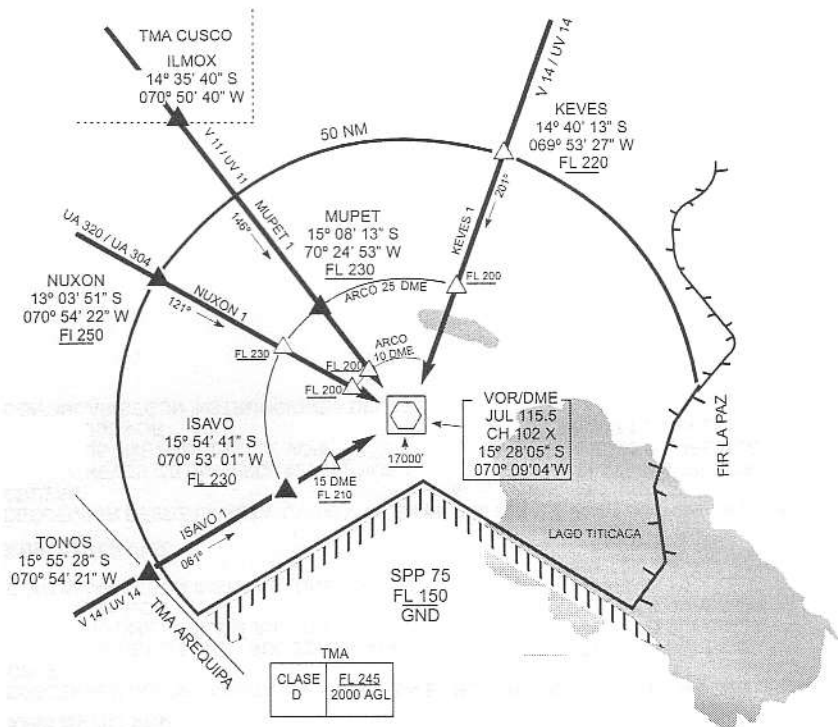 TMA CUSCO
ILMOX
14º 35' 40" S
070º 50' 40" W
V 14 / UV 14
KEVES
14º 40' 13" S
069º 53' 27" W
FL 220
50 NM
V 11 / UV 11
146º
MUPET 1
201º
KEVES 1
MUPET
15º 08' 13" S
70º 24' 53" W
FL 230
UA 320 / UA 304
NUXON
13º 03' 51" S
070º 54' 22" W
Fl 250
NUXON 1
121º
ARCO 25 DME
FL 200
FL 230
ARCO
10 DME
FL 200
FL 200
VOR/DME
JUL 115.5
CH 102 X
15º 28'05" S
070º 09'04'W
17000'
ISAVO
15º 54' 41" S
070º 53' 01" W
FL 230
15 DME
FL 210
ISAVO 1
061º
FIR LA PAZ
LAGO TITICACA
TONOS
15º 55' 28" S
070º 54' 21" W
V 14 / UV 14
TMA AREQUIPA
SPP 75
FL 150
GND
TMA
CLASE D
FL 245
2000 AGL